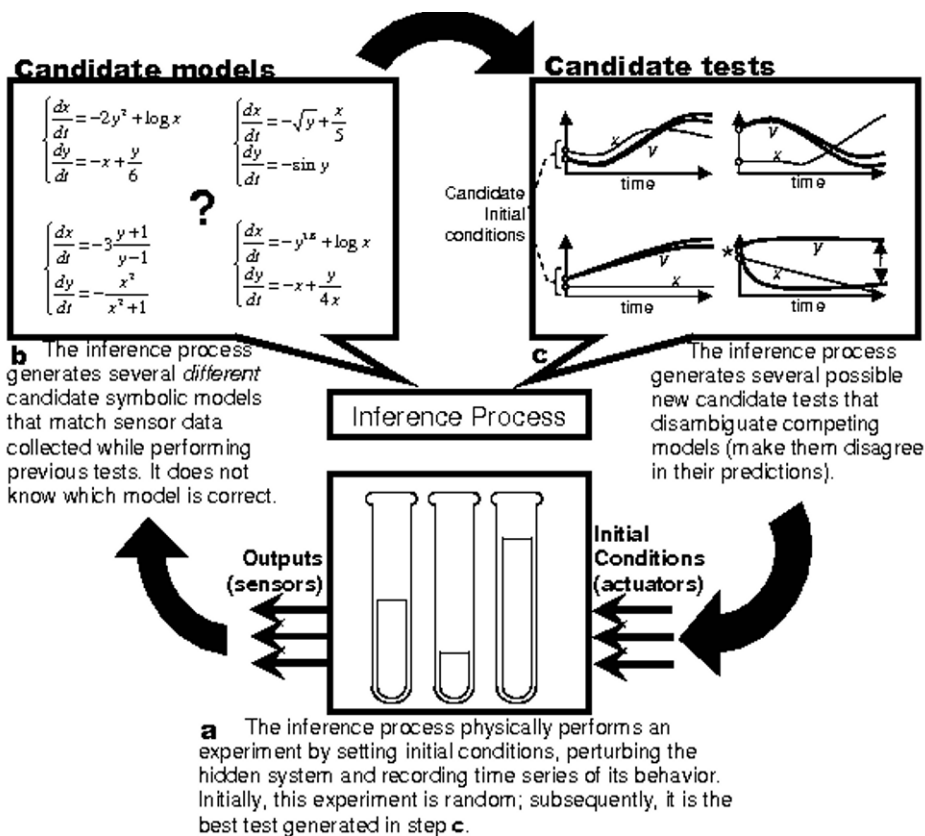 Candidate models
dx/dt = -2y² + log x
dy/dt = -x + y/6
dx/dt = -√y + x/5
dy/dt = -sin y
?
dx/dt = -3 (y+1)/(y-1)
dy/dt = - x²/(x²+1)
dx/dt = -y^1.8 + log x
dy/dt = -x + y/4x
b The inference process
generates several different
candidate symbolic models
that match sensor data
collected while performing
previous tests. It does not
know which model is correct.
Candidate tests
Candidate
Initial
conditions
x
y
time
y
x
time
y
x
time
*
y
x
time
c The inference process
generates several possible
new candidate tests that
disambiguate competing
models (make them disagree
in their predictions).
Inference Process
Outputs
(sensors)
Initial
Conditions
(actuators)
a The inference process physically performs an
experiment by setting initial conditions, perturbing the
hidden system and recording time series of its behavior.
Initially, this experiment is random; subsequently, it is the
best test generated in step c.